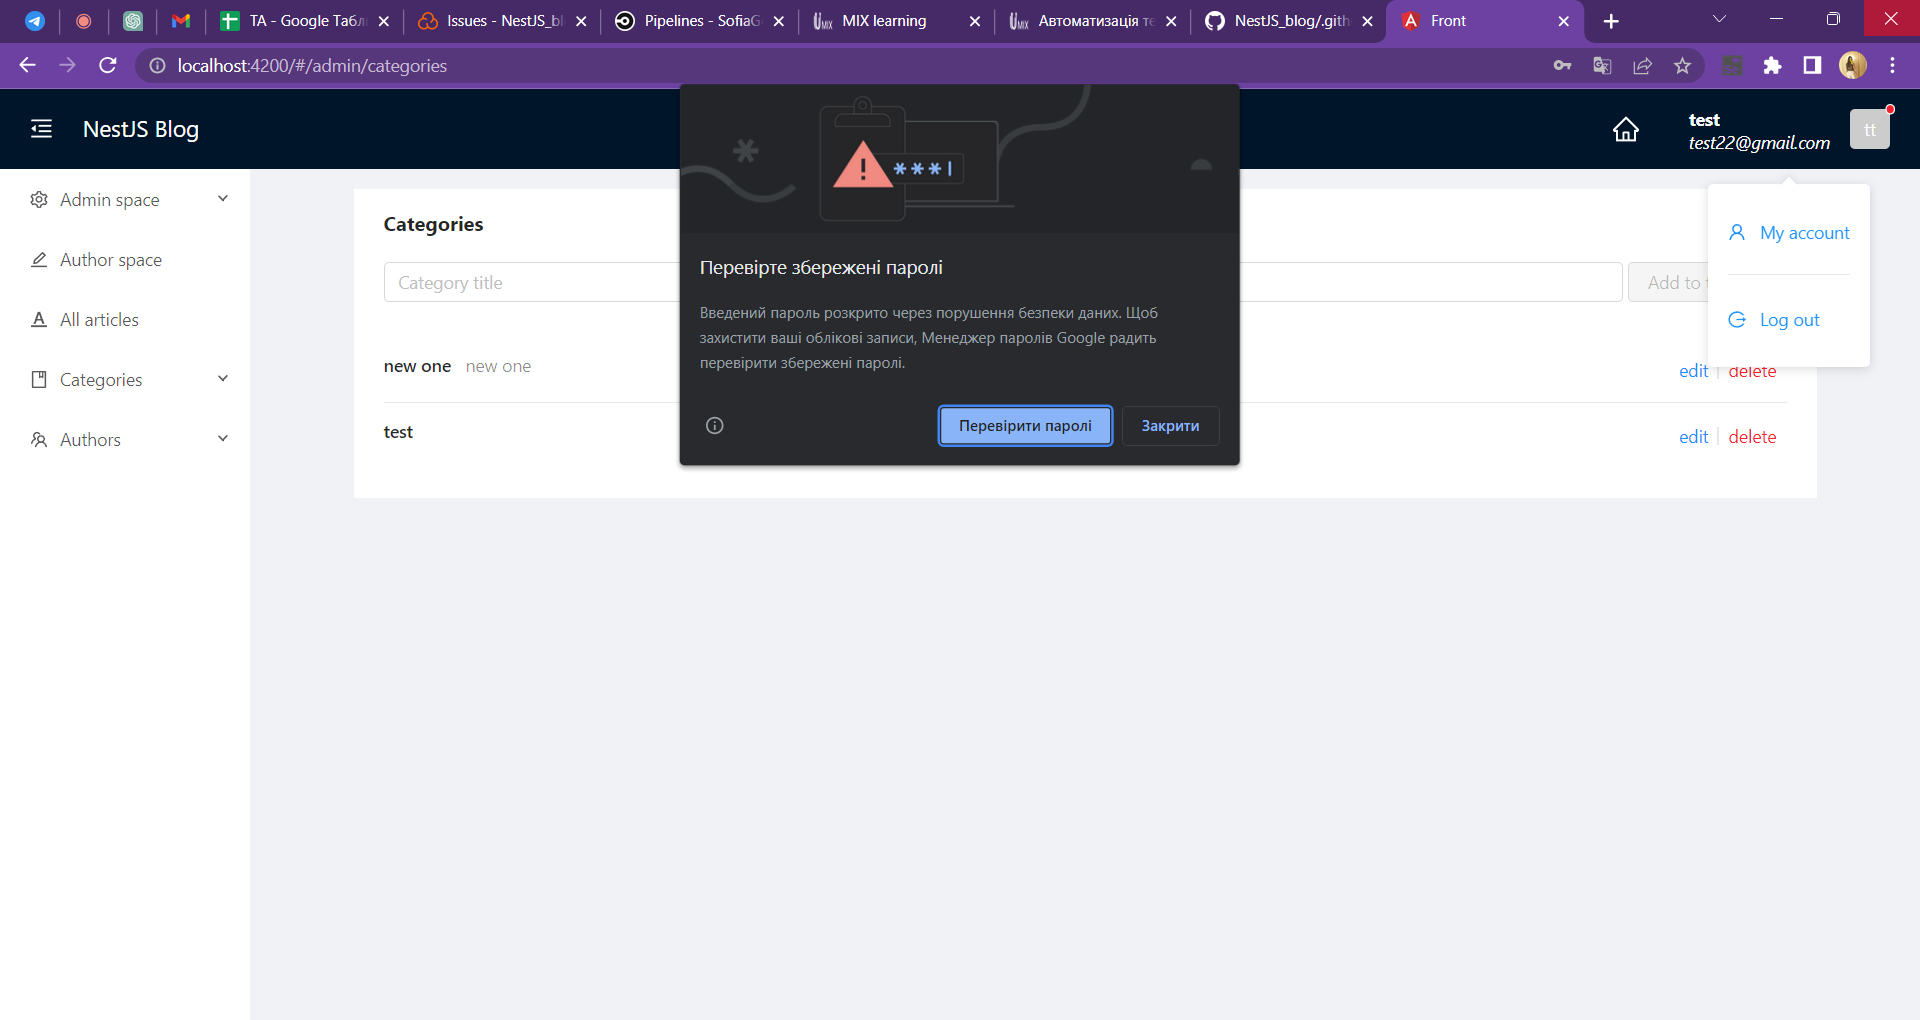 TA - Google Табл
Issues - NestJS_bl
Pipelines - SofiaG
MIX learning
Автоматизація те
NestJS_blog/.gith
Front
localhost:4200/#/admin/categories
NestJS Blog
test
test22@gmail.com
tt
Admin space
Author space
All articles
Categories
Authors
Categories
Category title
Add to t
new one new one
edit
delete
test
edit
delete
My account
Log out
***|
Перевірте збережені паролі
Введений пароль розкрито через порушення безпеки даних. Щоб
захистити ваші облікові записи, Менеджер паролів Google радить
перевірити збережені паролі.
Перевірити паролі
Закрити